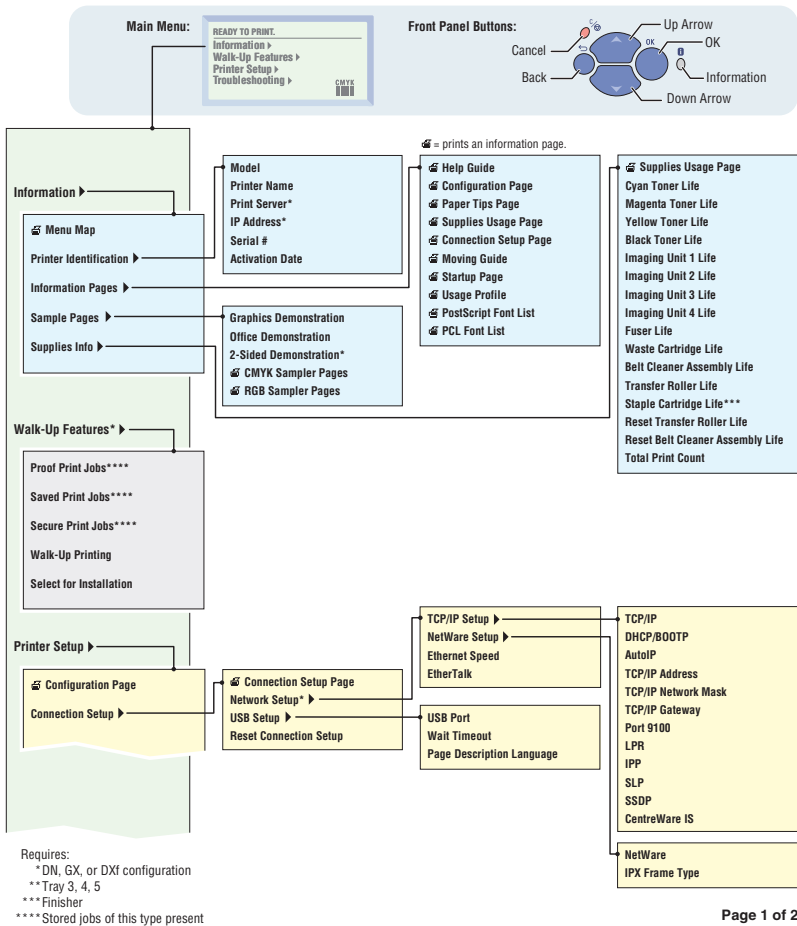 Main Menu:
READY TO PRINT.
Information
Walk-Up Features
Printer Setup
Troubleshooting
CMYK
Front Panel Buttons:
Cancel
Back
C/
OK
i
Up Arrow
OK
Information
Down Arrow
= prints an information page.
Information
Menu Map
Printer Identification
Information Pages
Sample Pages
Supplies Info
Model
Printer Name
Print Server*
IP Address*
Serial #
Activation Date
Graphics Demonstration
Office Demonstration
2-Sided Demonstration*
CMYK Sampler Pages
RGB Sampler Pages
Help Guide
Configuration Page
Paper Tips Page
Supplies Usage Page
Connection Setup Page
Moving Guide
Startup Page
Usage Profile
PostScript Font List
PCL Font List
Supplies Usage Page
Cyan Toner Life
Magenta Toner Life
Yellow Toner Life
Black Toner Life
Imaging Unit 1 Life
Imaging Unit 2 Life
Imaging Unit 3 Life
Imaging Unit 4 Life
Fuser Life
Waste Cartridge Life
Belt Cleaner Assembly Life
Transfer Roller Life
Staple Cartridge Life***
Reset Transfer Roller Life
Reset Belt Cleaner Assembly Life
Total Print Count
Walk-Up Features*
Proof Print Jobs****
Saved Print Jobs****
Secure Print Jobs****
Walk-Up Printing
Select for Installation
Printer Setup
Configuration Page
Connection Setup
Connection Setup Page
Network Setup*
USB Setup
Reset Connection Setup
TCP/IP Setup
NetWare Setup
Ethernet Speed
EtherTalk
USB Port
Wait Timeout
Page Description Language
TCP/IP
DHCP/BOOTP
AutoIP
TCP/IP Address
TCP/IP Network Mask
TCP/IP Gateway
Port 9100
LPR
IPP
SLP
SSDP
CentreWare IS
NetWare
IPX Frame Type
Requires:
*DN, GX, or DXf configuration
**Tray 3, 4, 5
***Finisher
****Stored jobs of this type present
Page 1 of 2